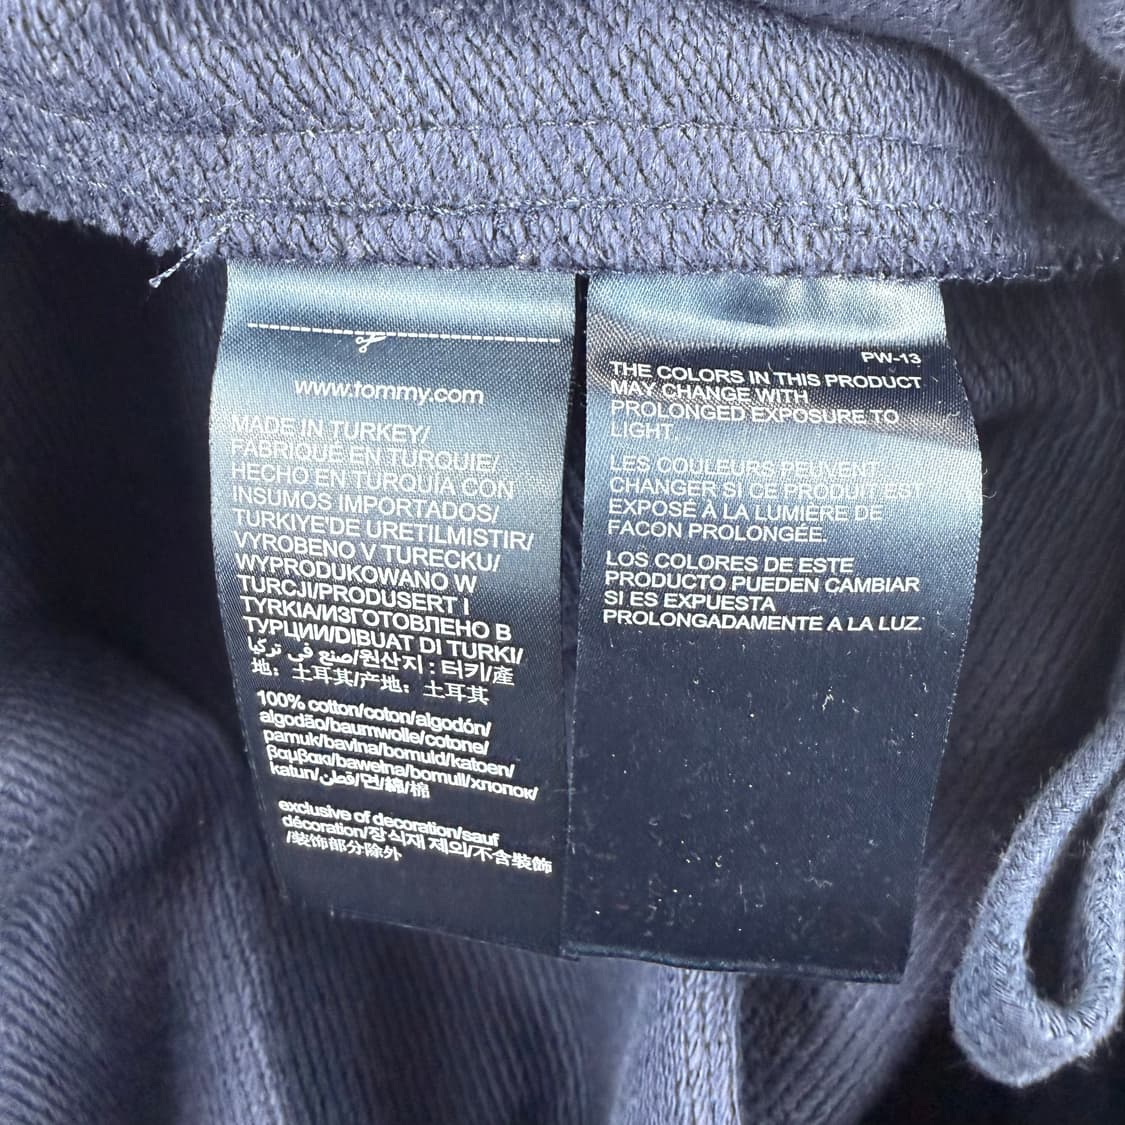 www.tommy.com
MADE IN TURKEY/
FABRIQUÉ EN TURQUIE/
HECHO EN TURQUÍA CON
INSUMOS IMPORTADOS/
TURKIYE'DE URETILMISTIR/
VYROBENO V TURECKU/
WYPRODUKOWANO W
TURCJI/PRODUSERT I
TYRKIA/ИЗГОТОВЛЕНО В
ТУРЦИИ/DIBUAT DI TURKI/
صنع في تركيا/원산지 : 터키/產
地：土耳其/产地：土耳其
100% cotton/coton/algodón/
algodão/baumwolle/cotone/
pamuk/bavlna/bomuld/katoen/
βαμβακι/bawełna/bomull/хлопок/
katun/قطن/면/綿/棉
exclusive of decoration/sauf
décoration/장식재 제외/不含裝飾
/装饰部分除外
PW-13
THE COLORS IN THIS PRODUCT
MAY CHANGE WITH
PROLONGED EXPOSURE TO
LIGHT.
LES COULEURS PEUVENT
CHANGER SI CE PRODUIT EST
EXPOSÉ À LA LUMIÈRE DE
FACON PROLONGÉE.
LOS COLORES DE ESTE
PRODUCTO PUEDEN CAMBIAR
SI ES EXPUESTA
PROLONGADAMENTE A LA LUZ.